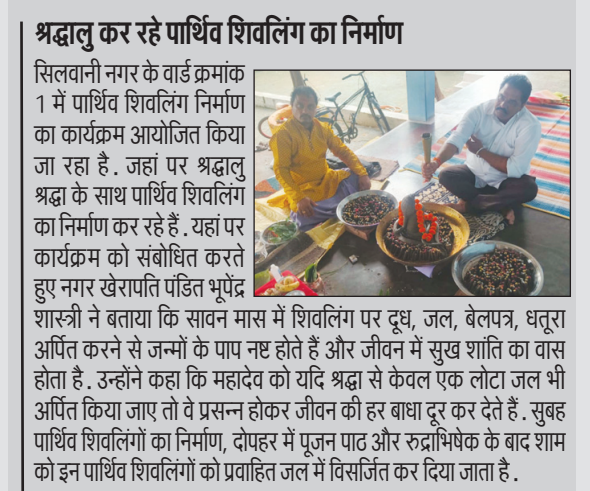 श्रद्धालु कर रहे पार्थिव शिवलिंग का निर्माण
सिलवानी नगर के वार्ड क्रमांक
1 में पार्थिव शिवलिंग निर्माण
का कार्यक्रम आयोजित किया
जा रहा है. जहां पर श्रद्धालु
श्रद्धा के साथ पार्थिव शिवलिंग
का निर्माण कर रहे हैं. यहां पर
कार्यक्रम को संबोधित करते
हुए नगर खेरापति पंडित भूपेंद्र
शास्त्री ने बताया कि सावन मास में शिवलिंग पर दूध, जल, बेलपत्र, धतूरा
अर्पित करने से जन्मों के पाप नष्ट होते हैं और जीवन में सुख शांति का वास
होता है. उन्होंने कहा कि महादेव को यदि श्रद्धा से केवल एक लोटा जल भी
अर्पित किया जाए तो वे प्रसन्न होकर जीवन की हर बाधा दूर कर देते हैं. सुबह
पार्थिव शिवलिंगों का निर्माण, दोपहर में पूजन पाठ और रुद्राभिषेक के बाद शाम
को इन पार्थिव शिवलिंगों को प्रवाहित जल में विसर्जित कर दिया जाता है.